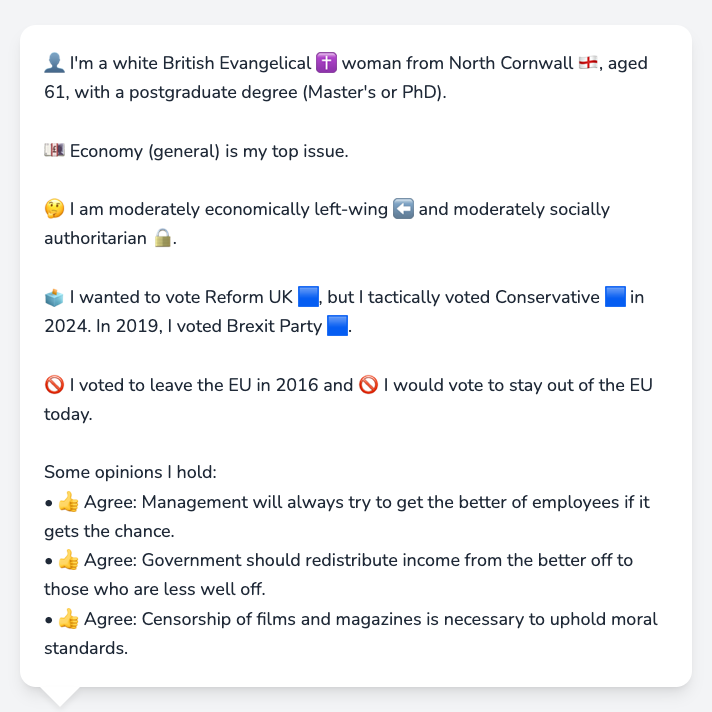 👤 I'm a white British Evangelical ✝️ woman from North Cornwall 🏴󠁧󠁢󠁥󠁮󠁧󠁿, aged
61, with a postgraduate degree (Master's or PhD).
💷 Economy (general) is my top issue.
🤔 I am moderately economically left-wing ⬅️ and moderately socially
authoritarian 🔒.
🗳️ I wanted to vote Reform UK 🟦, but I tactically voted Conservative 🟦 in
2024. In 2019, I voted Brexit Party 🟦.
🚫 I voted to leave the EU in 2016 and 🚫 I would vote to stay out of the EU
today.
Some opinions I hold:
• 👍 Agree: Management will always try to get the better of employees if it
gets the chance.
• 👍 Agree: Government should redistribute income from the better off to
those who are less well off.
• 👍 Agree: Censorship of films and magazines is necessary to uphold moral
standards.